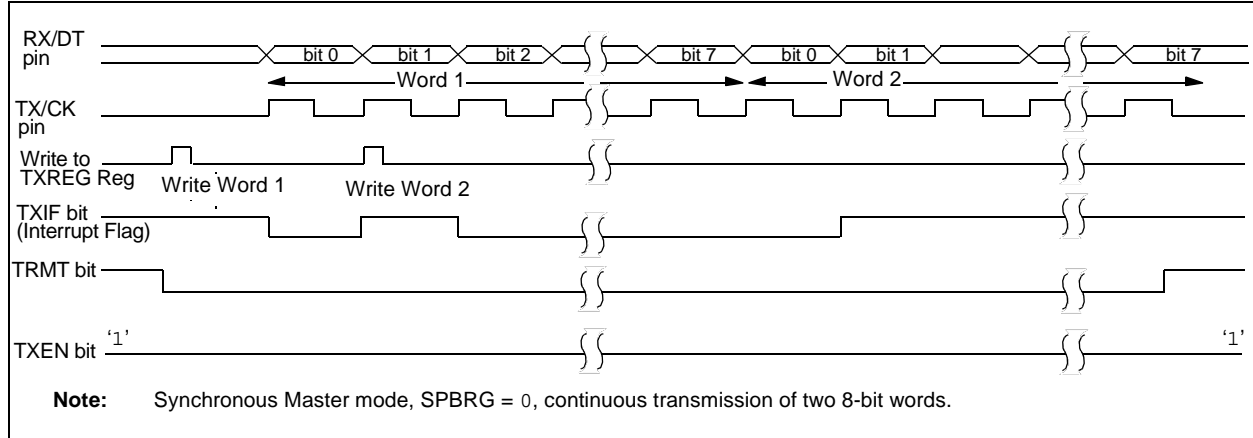 RX/DT
pin
bit 0 bit 1 bit 2 bit 7 bit 0 bit 1 bit 7
Word 1 Word 2
TX/CK
pin
Write to
TXREG Reg
Write Word 1 Write Word 2
TXIF bit
(Interrupt Flag)
TRMT bit
TXEN bit ‘1’ ‘1’
Note: Synchronous Master mode, SPBRG = 0, continuous transmission of two 8-bit words.